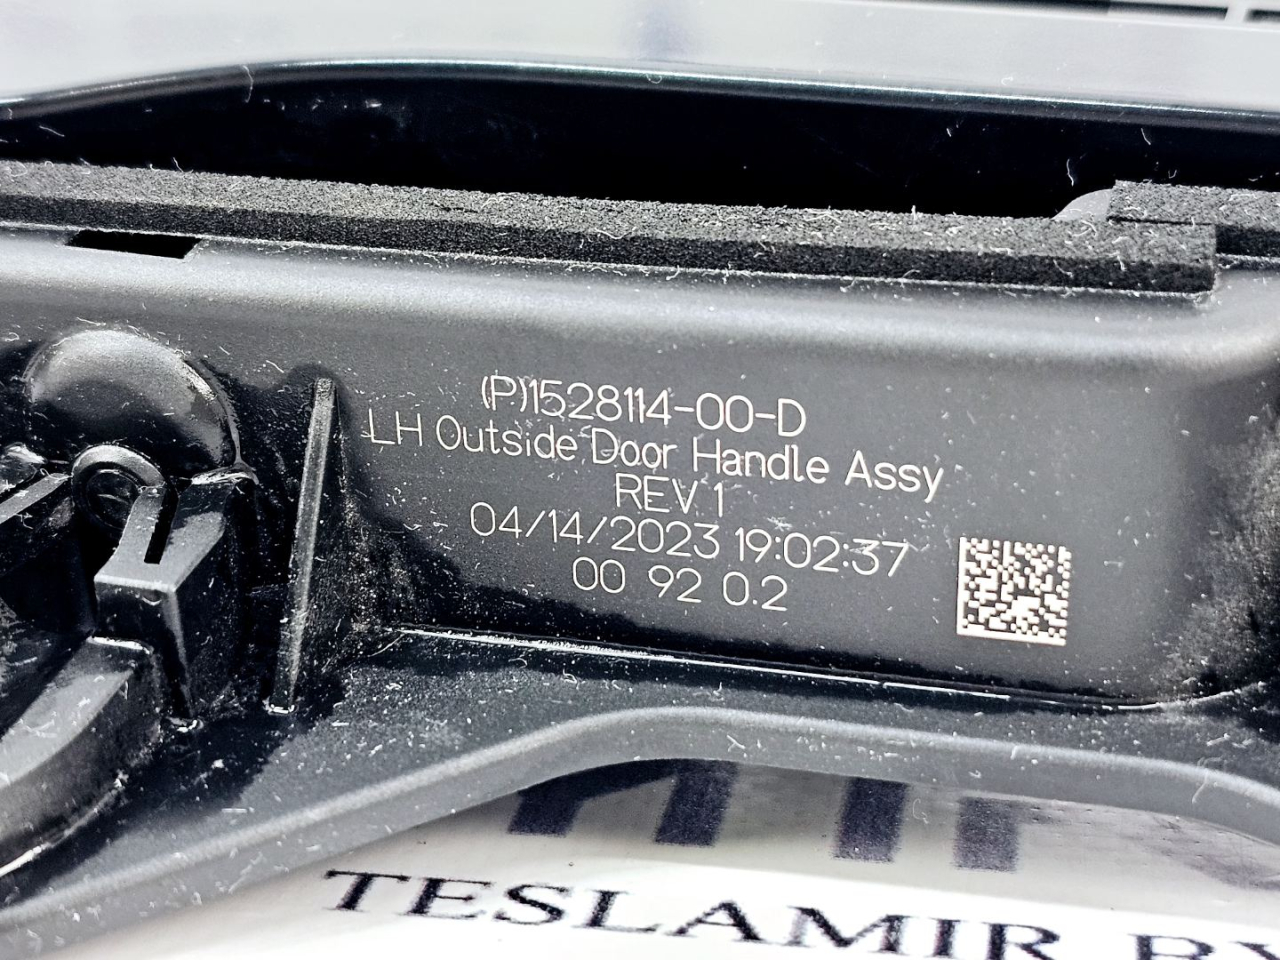 (P)1528114-00-D
LH Outside Door Handle Assy
REV 1
04/14/2023 19:02:37
00 92 0.2
TESLAMIR BY